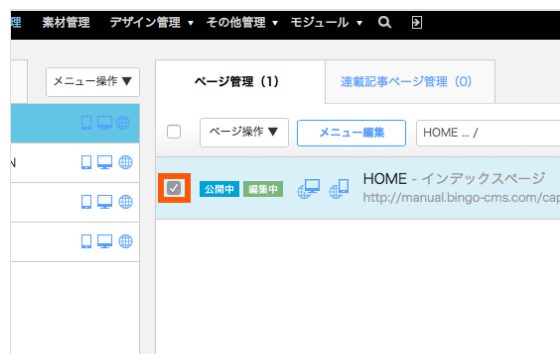 理 素材管理 デザイン管理 ▼ その他管理 ▼ モジュール ▼
メニュー操作 ▼
ページ管理（1） 連載記事ページ管理（0）
ページ操作 ▼ メニュー編集 HOME ... /
N
公開中 編集中 HOME - インデックスページ
http://manual.bingo-cms.com/cap